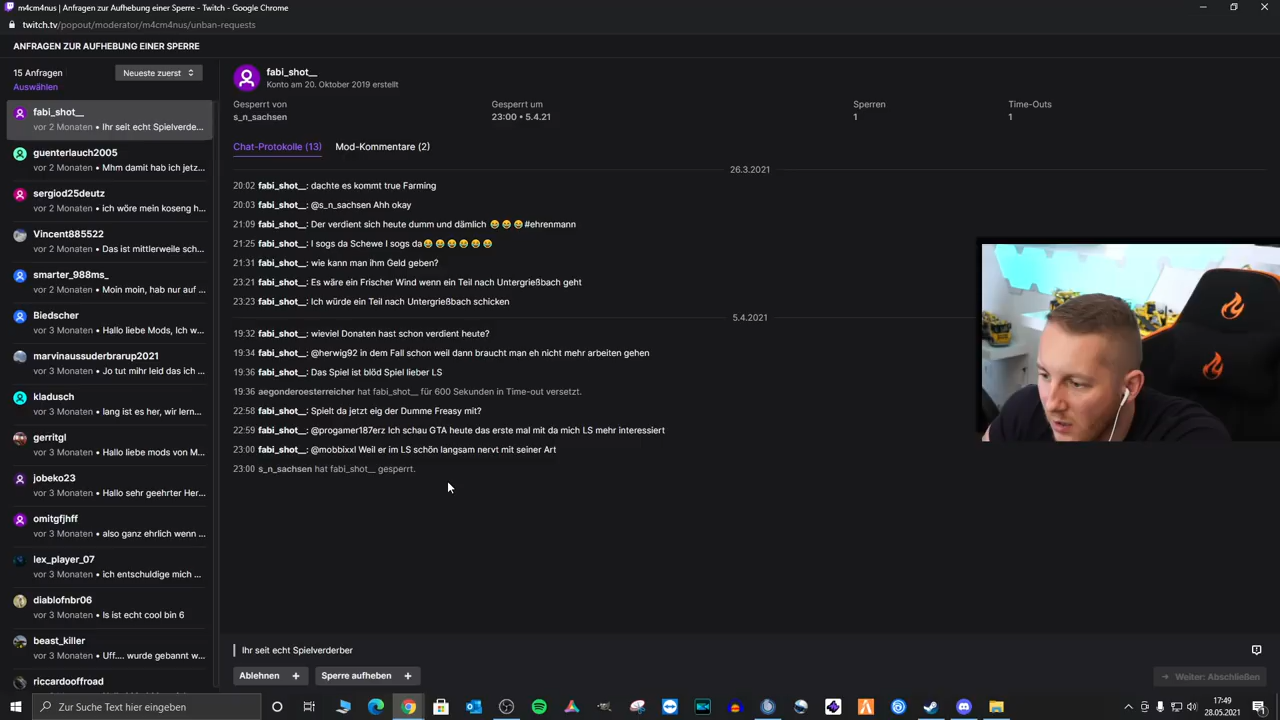 m4cm4nus | Anfragen zur Aufhebung einer Sperre - Twitch - Google Chrome
twitch.tv/popout/moderator/m4cm4nus/unban-requests
ANFRAGEN ZUR AUFHEBUNG EINER SPERRE
15 Anfragen
Neueste zuerst
Auswählen
fabi_shot__
vor 2 Monaten • Ihr seit echt Spielverde...
guenterlauch2005
vor 2 Monaten • Mhm damit hab ich jetz...
sergiod25deutz
vor 2 Monaten • ich wöre mein koseng h...
Vincent885522
vor 2 Monaten • Das ist mittlerweile sch...
smarter_988ms_
vor 2 Monaten • Moin moin, hab nur auf ...
Biedscher
vor 3 Monaten • Hallo liebe Mods, Ich w...
marvinaussuderbrarup2021
vor 3 Monaten • Jo tut mihr leid das ich ...
kladusch
vor 3 Monaten • lang ist es her, wir lern...
gerritgl
vor 3 Monaten • Hallo liebe mods von M...
jobeko23
vor 3 Monaten • Hallo sehr geehrter Her...
omitgfjhff
vor 3 Monaten • also ganz ehrlich wenn ...
lex_player_07
vor 3 Monaten • ich entschuldige mich ...
diablofnbr06
vor 3 Monaten • Is ist echt cool bin 6
beast_killer
vor 3 Monaten • Uff.... wurde gebannt w...
riccardooffroad
fabi_shot__
Konto am 20. Oktober 2019 erstellt
Gesperrt von
s_n_sachsen
Gesperrt um
23:00 • 5.4.21
Sperren
1
Time-Outs
1
Chat-Protokolle (13)
Mod-Kommentare (2)
26.3.2021
20:02 fabi_shot__: dachte es kommt true Farming
20:03 fabi_shot__: @s_n_sachsen Ahh okay
21:09 fabi_shot__: Der verdient sich heute dumm und dämlich 😂 😂 😂 #ehrenmann
21:25 fabi_shot__: I sogs da Schewe I sogs da😂 😂 😂 😂 😂 😂
21:31 fabi_shot__: wie kann man ihm Geld geben?
23:21 fabi_shot__: Es wäre ein Frischer Wind wenn ein Teil nach Untergrießbach geht
23:23 fabi_shot__: Ich würde ein Teil nach Untergrießbach schicken
5.4.2021
19:32 fabi_shot__: wieviel Donaten hast schon verdient heute?
19:34 fabi_shot__: @herwig92 in dem Fall schon weil dann braucht man eh nicht mehr arbeiten gehen
19:36 fabi_shot__: Das Spiel ist blöd Spiel lieber LS
19:36 aegonderoesterreicher hat fabi_shot__ für 600 Sekunden in Time-out versetzt.
22:58 fabi_shot__: Spielt da jetzt eig der Dumme Freasy mit?
22:59 fabi_shot__: @progamer187erz Ich schau GTA heute das erste mal mit da mich LS mehr interessiert
23:00 fabi_shot__: @mobbixxl Weil er im LS schön langsam nervt mit seiner Art
23:00 s_n_sachsen hat fabi_shot__ gesperrt.
Ihr seit echt Spielverderber
Ablehnen +
Sperre aufheben +
→ Weiter: Abschließen
Zur Suche Text hier eingeben
17:49
28.05.2021